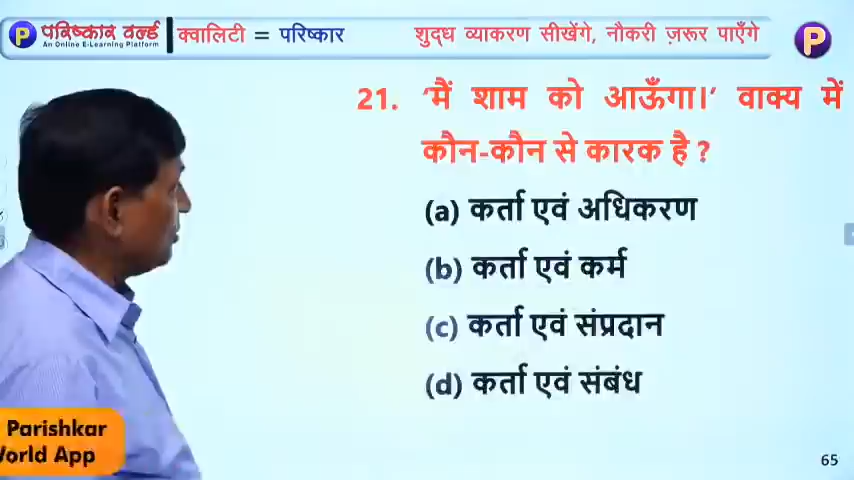 परिष्कार वर्ल्ड
An Online E-Learning Platform
क्वालिटी = परिष्कार
शुद्ध व्याकरण सीखेंगे, नौकरी ज़रूर पाएँगे
P
P
21. ‘मैं शाम को आऊँगा।’ वाक्य में
कौन-कौन से कारक है ?
(a) कर्ता एवं अधिकरण
(b) कर्ता एवं कर्म
(c) कर्ता एवं संप्रदान
(d) कर्ता एवं संबंध
Parishkar
World App
65